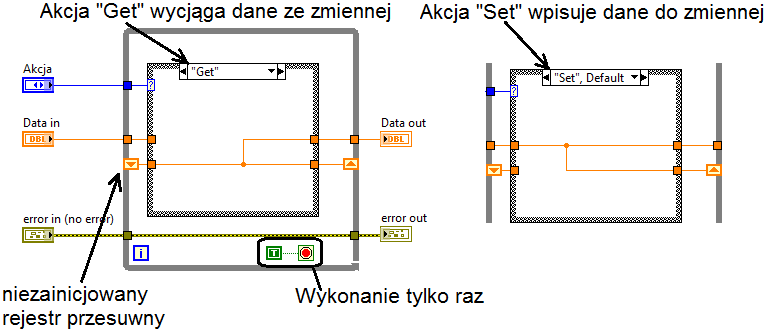 Akcja "Get" wyciąga dane ze zmiennej
Akcja "Set" wpisuje dane do zmiennej
"Get"
"Set", Default
Akcja
?
?
Data in
DBL
Data out
DBL
error in (no error)
error out
i
T
niezainicjowany
rejestr przesuwny
Wykonanie tylko raz